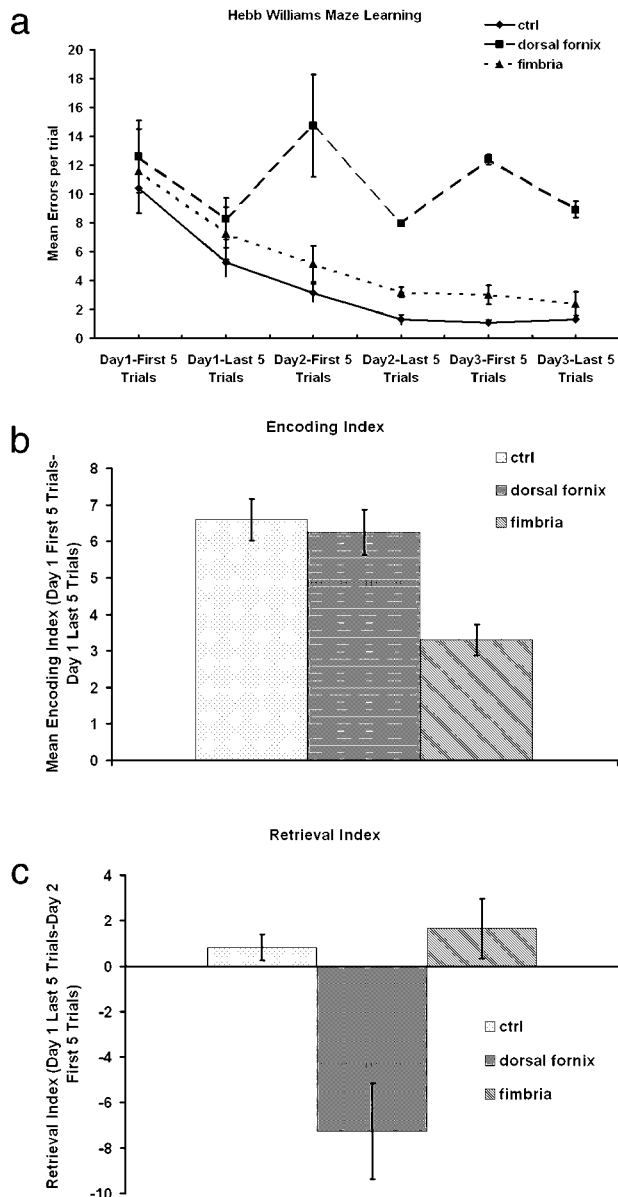 a
Hebb Williams Maze Learning
ctrl
dorsal fornix
fimbria
Mean Errors per trial
20
18
16
14
12
10
8
6
4
2
0
Day1-First 5 Trials
Day1-Last 5 Trials
Day2-First 5 Trials
Day2-Last 5 Trials
Day3-First 5 Trials
Day3-Last 5 Trials
b
Encoding Index
ctrl
dorsal fornix
fimbria
Mean Encoding Index (Day 1 First 5 Trials-
Day 1 Last 5 Trials)
8
7
6
5
4
3
2
1
0
c
Retrieval Index
Retrieval Index (Day 1 Last 5 Trials-Day 2
First 5 Trials)
4
2
0
-2
-4
-6
-8
-10
ctrl
dorsal fornix
fimbria